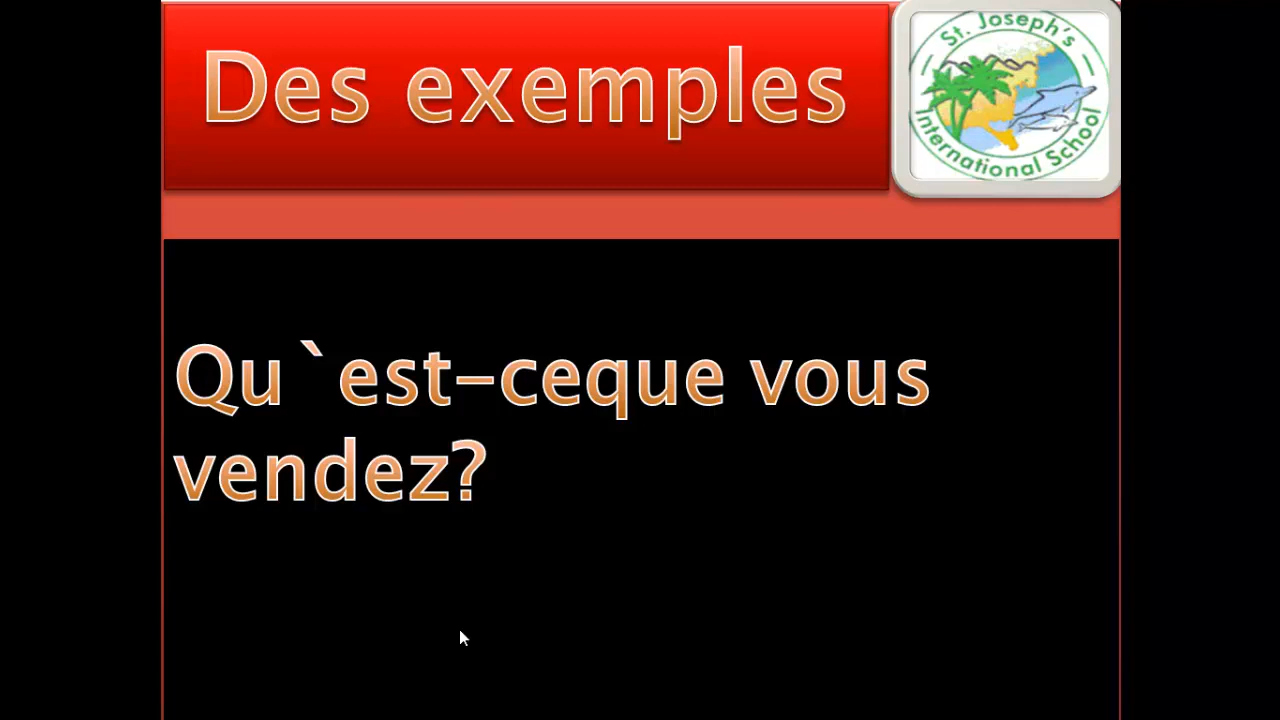 Des exemples
St. Joseph's
International School
Qu`est-ceque vous
vendez?